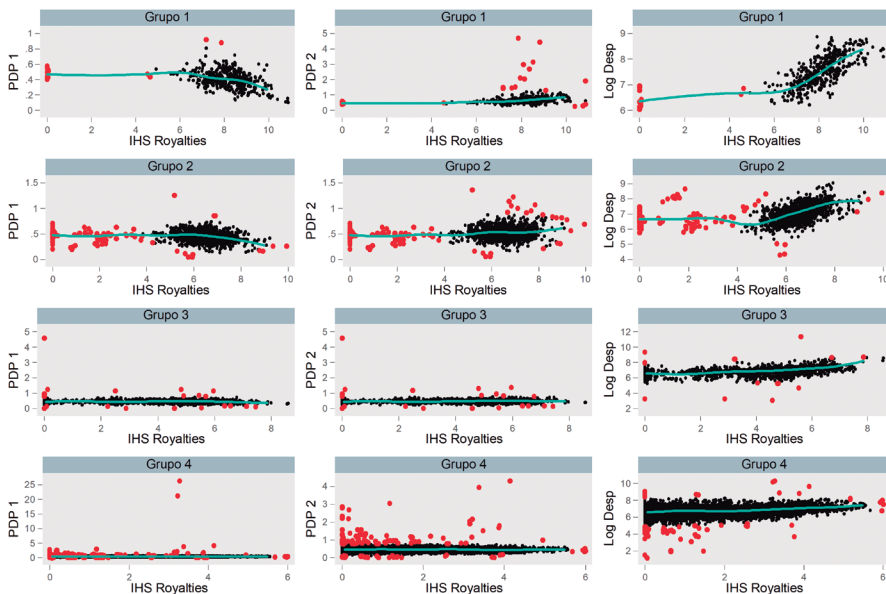 Grupo 1
PDP 1
1
.8
.6
.4
.2
0
0 2 4 6 8 10
IHS Royalties
Grupo 1
PDP 2
5
4
3
2
1
0
0 2 4 6 8 10
IHS Royalties
Grupo 1
Log Desp
9
8
7
6
0 2 4 6 8 10
IHS Royalties
Grupo 2
PDP 1
1.5
1
.5
0
0 2 4 6 8 10
IHS Royalties
Grupo 2
PDP 2
1.5
1
.5
0
0 2 4 6 8 10
IHS Royalties
Grupo 2
Log Desp
9
8
7
6
5
4
0 2 4 6 8 10
IHS Royalties
Grupo 3
PDP 1
5
4
3
2
1
0
0 2 4 6 8
IHS Royalties
Grupo 3
PDP 2
5
4
3
2
1
0
0 2 4 6 8
IHS Royalties
Grupo 3
Log Desp
12
10
8
6
4
2
0 2 4 6 8
IHS Royalties
Grupo 4
PDP 1
25
20
15
10
5
0
0 2 4 6
IHS Royalties
Grupo 4
PDP 2
4
3
2
1
0
0 2 4 6
IHS Royalties
Grupo 4
Log Desp
10
8
6
4
2
0 2 4 6
IHS Royalties